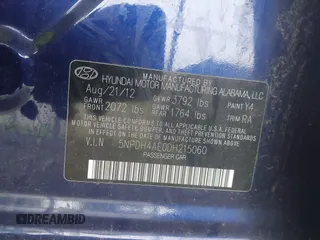 MANUFACTURED BY
HYUNDAI MOTOR MANUFACTURING ALABAMA, LLC
Aug/21/12 GVWR 3792 lbs PAINT Y4
GAWR FRONT 2072 lbs GAWR REAR 1764 lbs TRIM RA
THIS VEHICLE CONFORMS TO ALL APPLICABLE U.S. FEDERAL MOTOR VEHICLE SAFETY, BUMPER, AND THEFT PREVENTION STANDARDS IN EFFECT ON THE DATE OF MANUFACTURE SHOWN ABOVE.
V.I.N 5NPDH4AE0DH215060
PASSENGER CAR
© DIAMBID